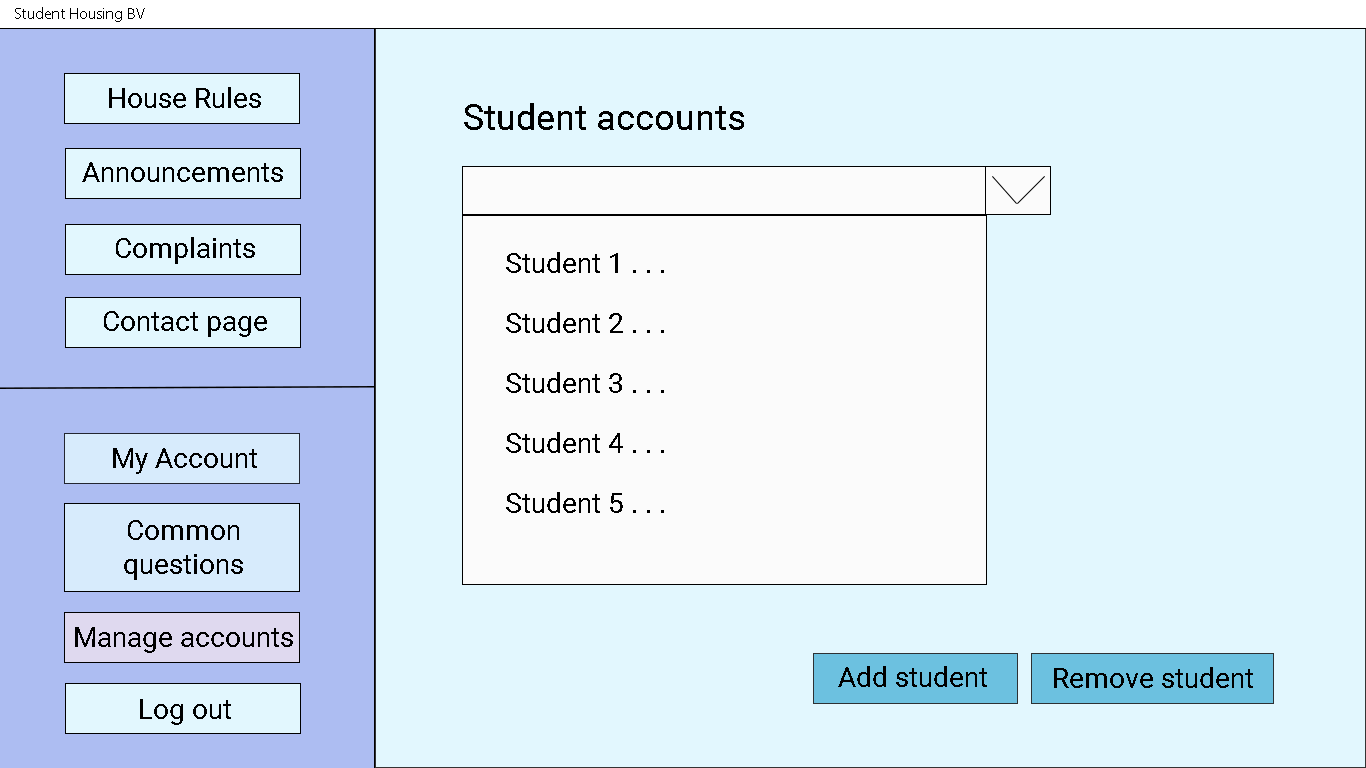 Student Housing BV
House Rules
Announcements
Complaints
Contact page
My Account
Common
questions
Manage accounts
Log out
Student accounts
Student 1 . . .
Student 2 . . .
Student 3 . . .
Student 4 . . .
Student 5 . . .
Add student
Remove student